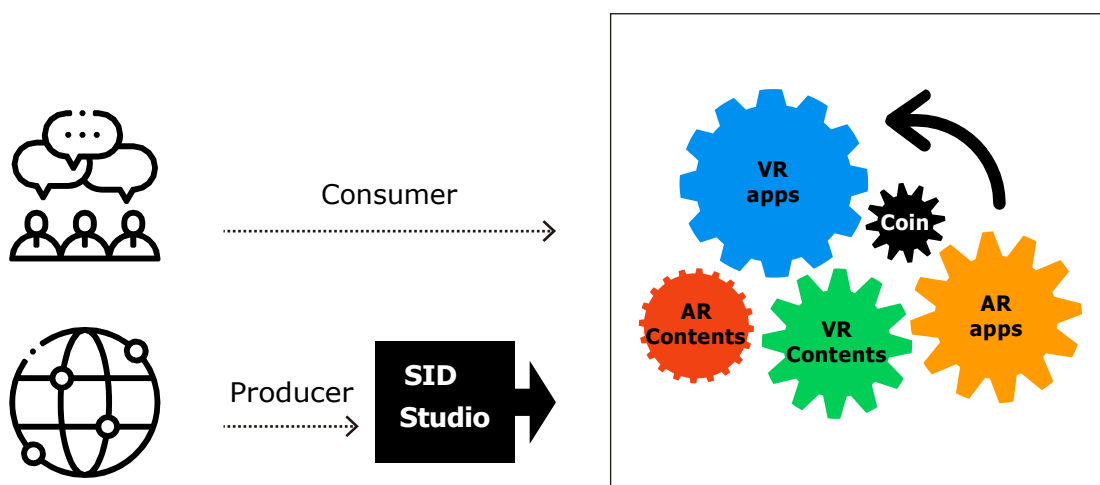 Consumer
Producer
SID
Studio
VR
apps
Coin
AR
Contents
VR
Contents
AR
apps